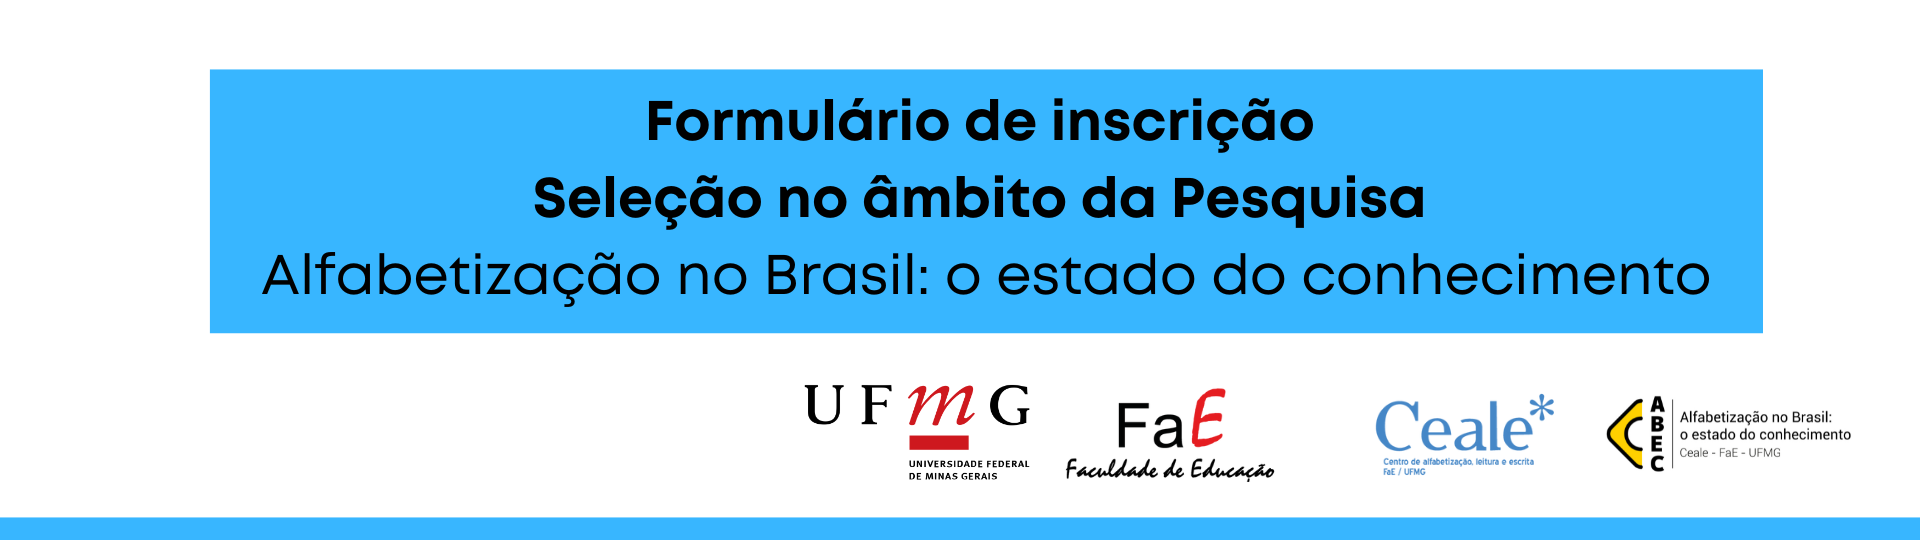 Formulário de inscrição
Seleção no âmbito da Pesquisa
Alfabetização no Brasil: o estado do conhecimento
UFmG
UNIVERSIDADE FEDERAL
DE MINAS GERAIS
FaE
Faculdade de Educação
Ceale*
Centro de alfabetização, leitura e escrita
FaE / UFMG
ABEC
Alfabetização no Brasil:
o estado do conhecimento
Ceale - FaE - UFMG